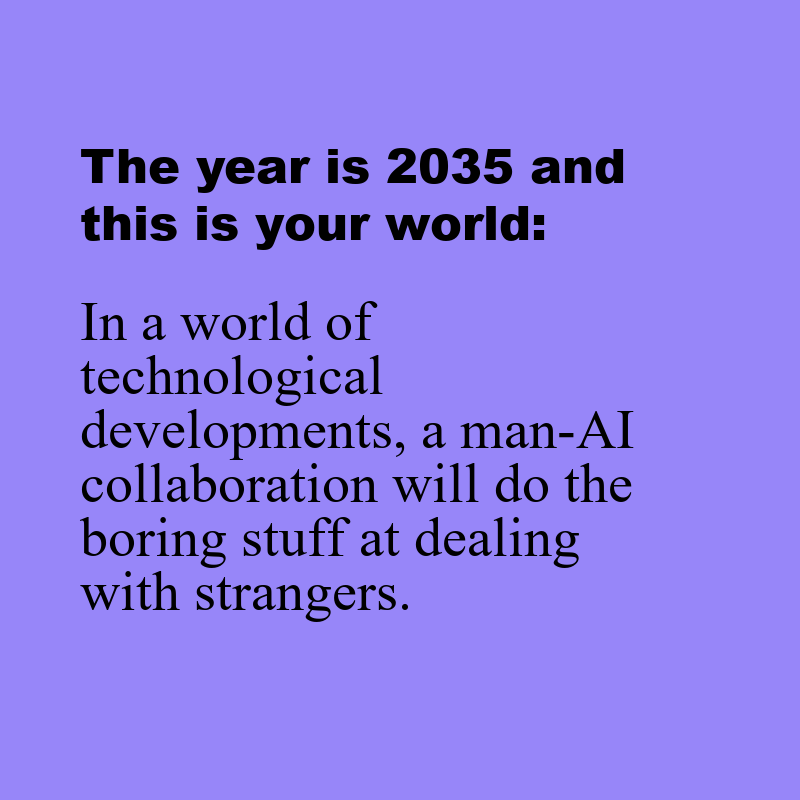 The year is 2035 and
this is your world:
In a world of
technological
developments, a man-AI
collaboration will do the
boring stuff at dealing
with strangers.